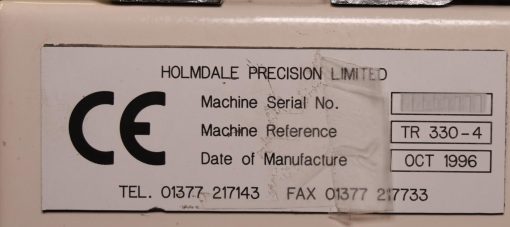 HOLMDALE PRECISION LIMITED
CE
Machine Serial No.
Machine Reference TR 330-4
Date of Manufacture OCT 1996
TEL. 01377 217143 FAX 01377 217733